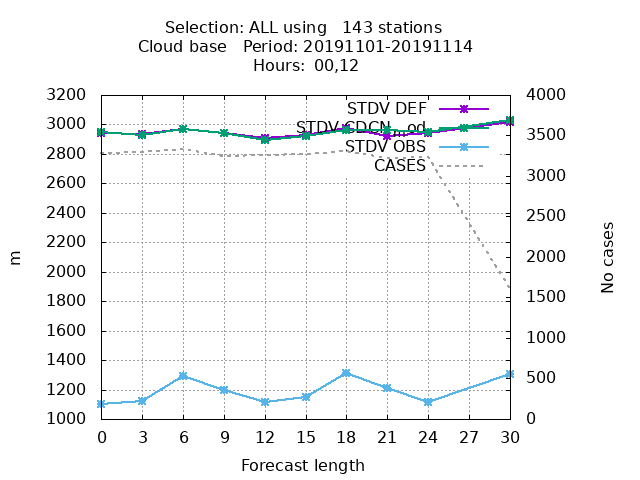 Selection: ALL using 143 stations
Cloud base Period: 20191101-20191114
Hours: 00,12
3200
3000
2800
2600
2400
2200
2000
1800
1600
1400
1200
1000
m
STDV DEF
STDV CDCN_od
STDV OBS
CASES
4000
3500
3000
2500
2000
1500
1000
500
0
No cases
0 3 6 9 12 15 18 21 24 27 30
Forecast length